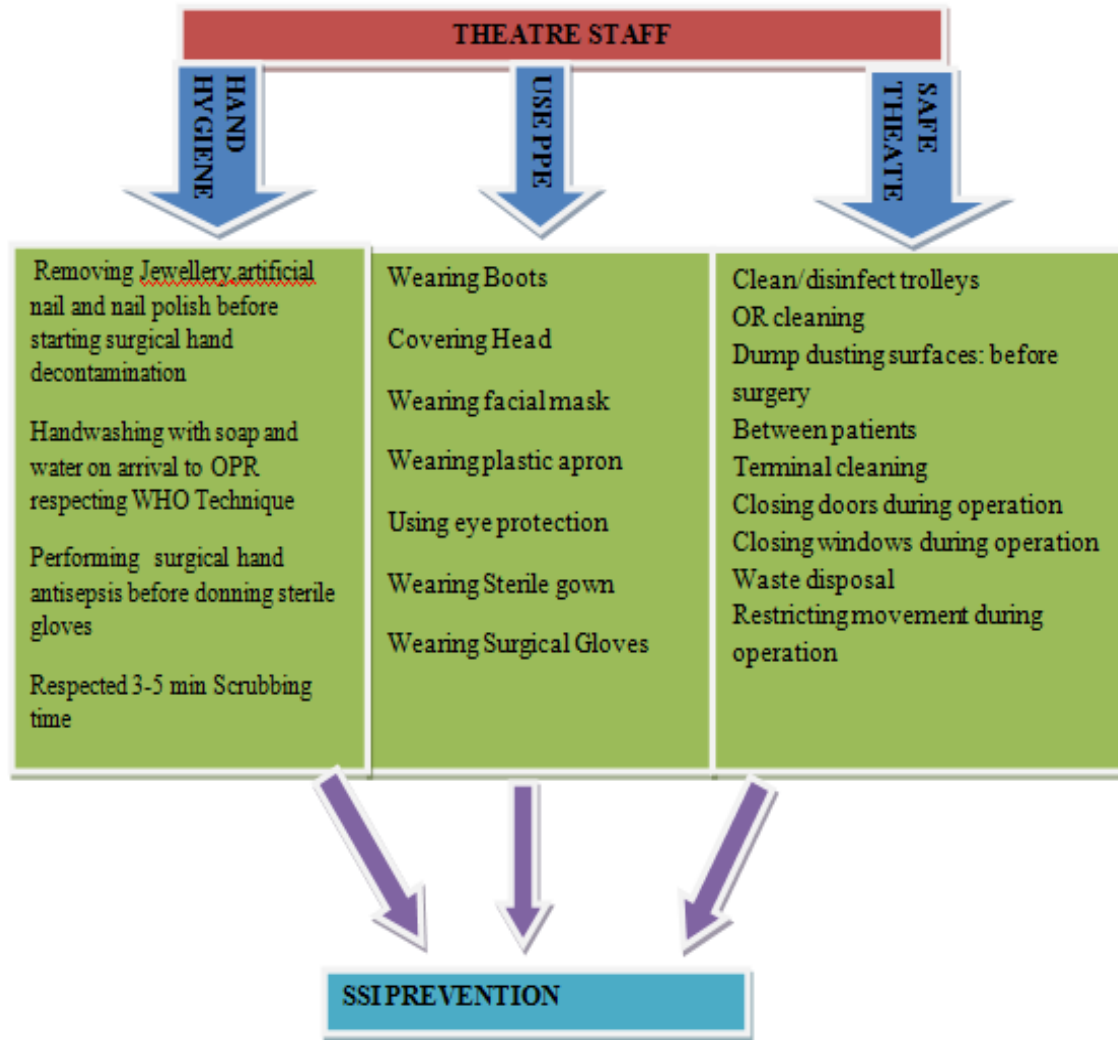 THEATRE STAFF
HAND
HYGIENE
USE PPE
SAFE
THEATE
Removing Jewellery,artificial
nail and nail polish before
starting surgical hand
decontamination
Handwashing with soap and
water on arrival to OPR
respecting WHO Technique
Performing surgical hand
antisepsis before donning sterile
gloves
Respected 3-5 min Scrubbing
time
Wearing Boots
Covering Head
Wearing facial mask
Wearing plastic apron
Using eye protection
Wearing Sterile gown
Wearing Surgical Gloves
Clean/disinfect trolleys
OR cleaning
Dump dusting surfaces: before
surgery
Between patients
Terminal cleaning
Closing doors during operation
Closing windows during operation
Waste disposal
Restricting movement during
operation
SSI PREVENTION